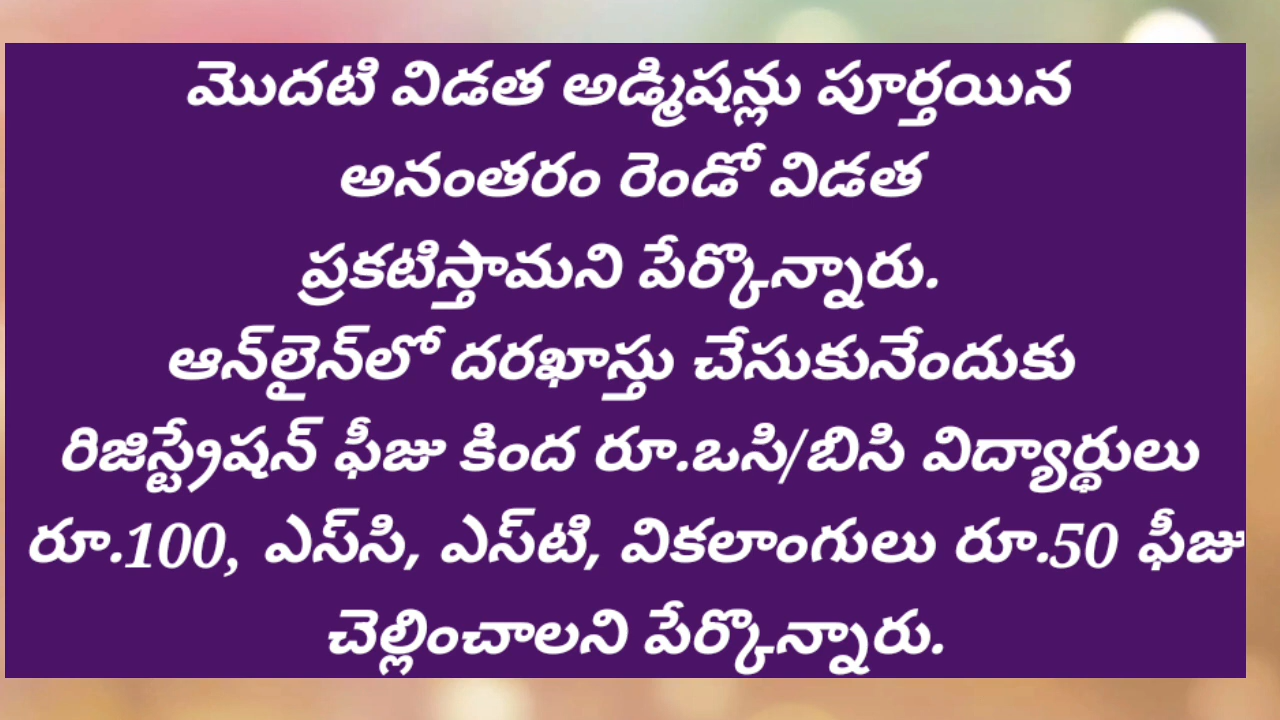 మొదటి విడత అడ్మిషన్లు పూర్తయిన
అనంతరం రెండో విడత
ప్రకటిస్తామని పేర్కొన్నారు.
ఆన్‌లైన్‌లో దరఖాస్తు చేసుకునేందుకు
రిజిస్ట్రేషన్ ఫీజు కింద రూ.ఒసి/బిసి విద్యార్థులు
రూ.100, ఎస్‌సి, ఎస్‌టి, వికలాంగులు రూ.50 ఫీజు
చెల్లించాలని పేర్కొన్నారు.